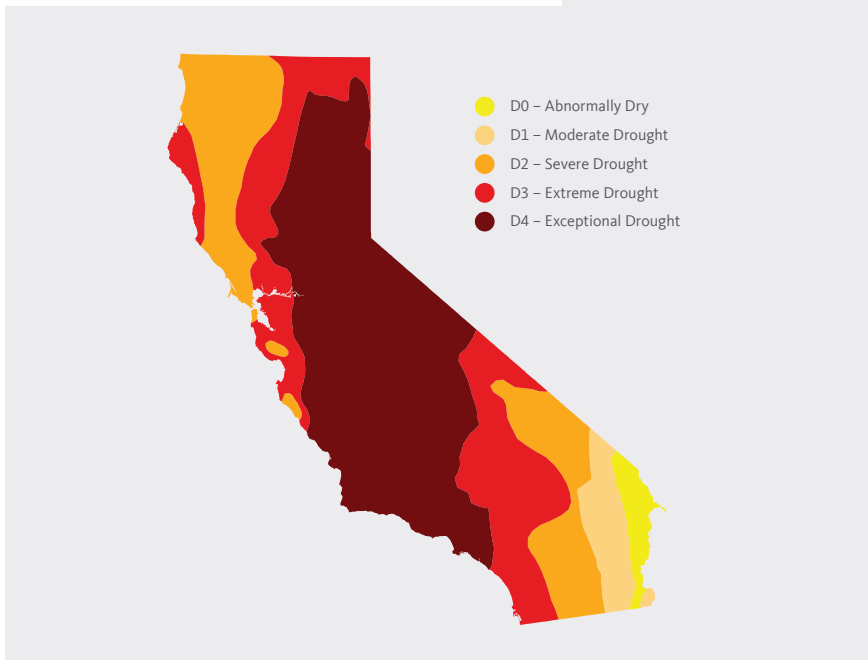 D0 – Abnormally Dry
D1 – Moderate Drought
D2 – Severe Drought
D3 – Extreme Drought
D4 – Exceptional Drought